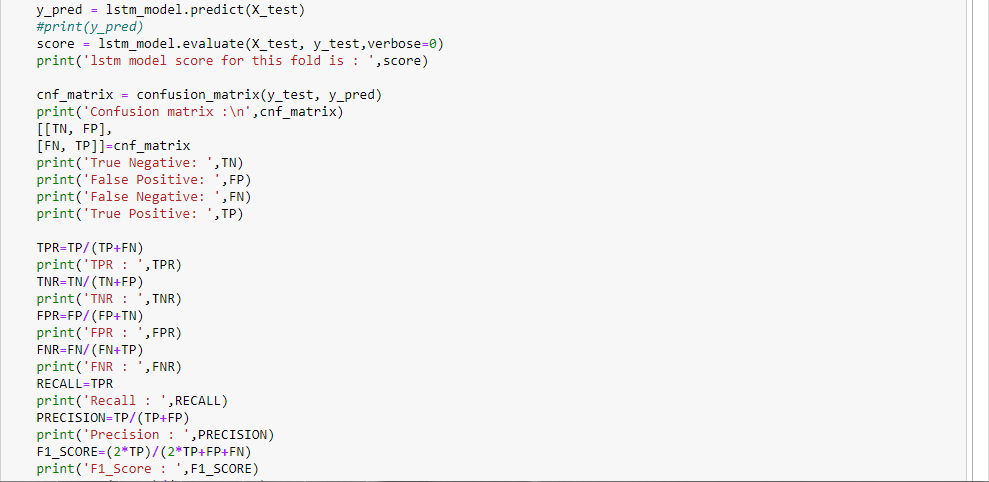 y_pred = lstm_model.predict(X_test)
#print(y_pred)
score = lstm_model.evaluate(X_test, y_test,verbose=0)
print('lstm model score for this fold is : ',score)
cnf_matrix = confusion_matrix(y_test, y_pred)
print('Confusion matrix :\n',cnf_matrix)
[[TN, FP],
[FN, TP]]=cnf_matrix
print('True Negative: ',TN)
print('False Positive: ',FP)
print('False Negative: ',FN)
print('True Positive: ',TP)
TPR=TP/(TP+FN)
print('TPR : ',TPR)
TNR=TN/(TN+FP)
print('TNR : ',TNR)
FPR=FP/(FP+TN)
print('FPR : ',FPR)
FNR=FN/(FN+TP)
print('FNR : ',FNR)
RECALL=TPR
print('Recall : ',RECALL)
PRECISION=TP/(TP+FP)
print('Precision : ',PRECISION)
F1_SCORE=(2*TP)/(2*TP+FP+FN)
print('F1_Score : ',F1_SCORE)